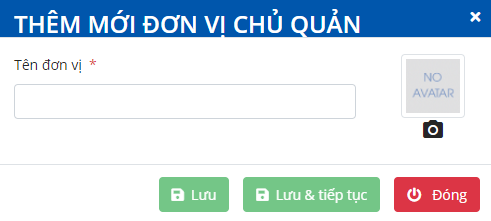 THÊM MỚI ĐƠN VỊ CHỦ QUẢN
Tên đơn vị *
NO
AVATAR
Lưu
Lưu & tiếp tục
Đóng